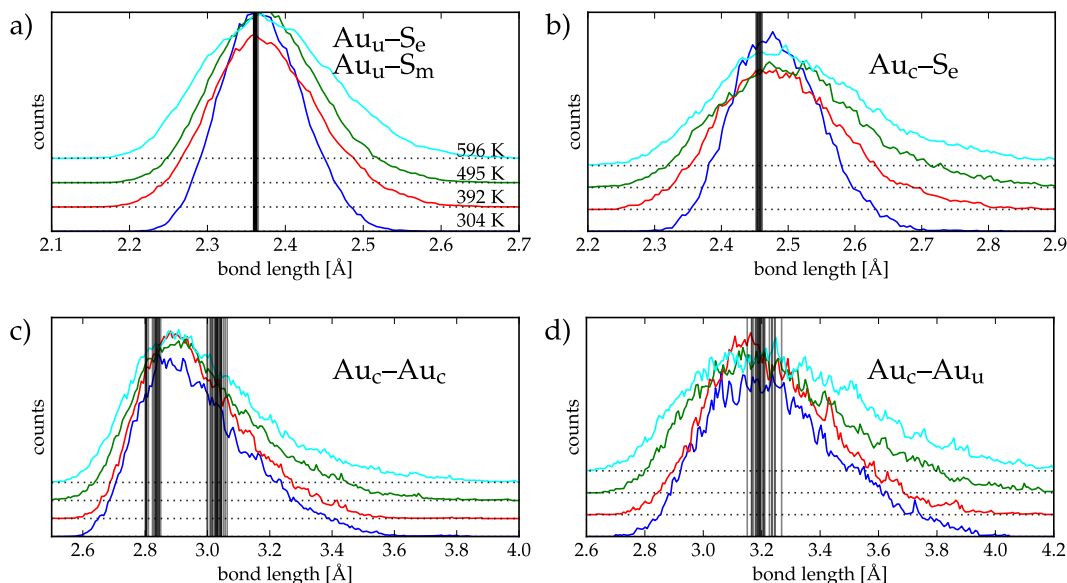 a)
Au_u–S_e
Au_u–S_m
counts
596 K
495 K
392 K
304 K
2.1 2.2 2.3 2.4 2.5 2.6 2.7
bond length [Å]
b)
Au_c–S_e
counts
2.2 2.3 2.4 2.5 2.6 2.7 2.8 2.9
bond length [Å]
c)
Au_c–Au_c
counts
2.6 2.8 3.0 3.2 3.4 3.6 3.8 4.0
bond length [Å]
d)
Au_c–Au_u
counts
2.6 2.8 3.0 3.2 3.4 3.6 3.8 4.0 4.2
bond length [Å]